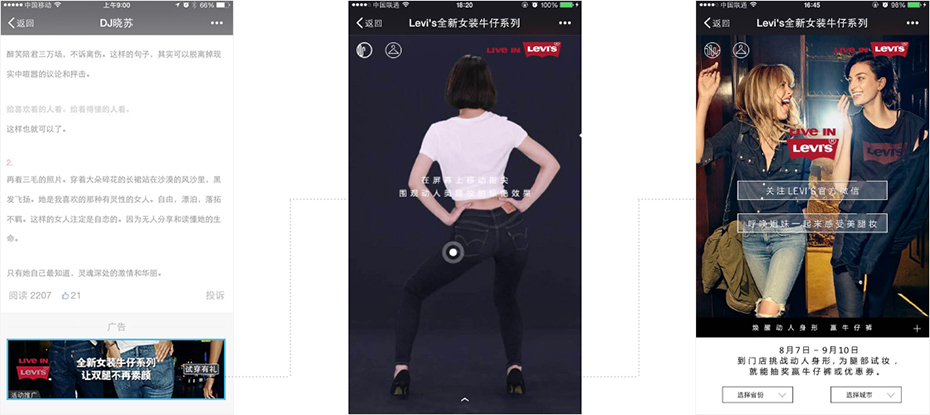 中国移动 上午9:00 66%
返回 DJ晓苏
醉笑陪君三万场，不诉离伤。这样的句子，其实可以脱离掉现
实中喧嚣的议论和抨击。
给喜欢看的人看，给看得懂的人看，
这样也就可以了。
2.
再看三毛的照片。穿着大朵碎花的长裙站在沙漠的风沙里，黑
发飞扬。她是我喜欢的那种有灵性的女人。自由，漂泊，落拓
不羁。这样的女人注定是自恋的。因为无人分享和读懂她的生
命。
只有她自己最知道，灵魂深处的激情和华丽。
阅读 2207 21 投诉
广告
LIVE IN
LEVI'S
全新女装牛仔系列
让双腿不再素颜
试穿有礼
活动推广
中国联通 18:20 100%
返回 Levi's全新女装牛仔系列
LIVE IN LEVI'S
在屏幕上移动指尖
围观动人身
效果
中国联通 16:45 98%
返回 Levi's全新女装牛仔系列
LIVE IN LEVI'S
LIVE IN
LEVI'S
LEVI'S
关注LEVI'S官方微信
呼唤姐妹一起来感受美腿妆
焕醒动人身形 赢牛仔裤
8月7日－9月10日
到门店挑战动人身形，为腿部试妆，
就能抽奖赢牛仔裤或优惠券。
选择省份 选择城市